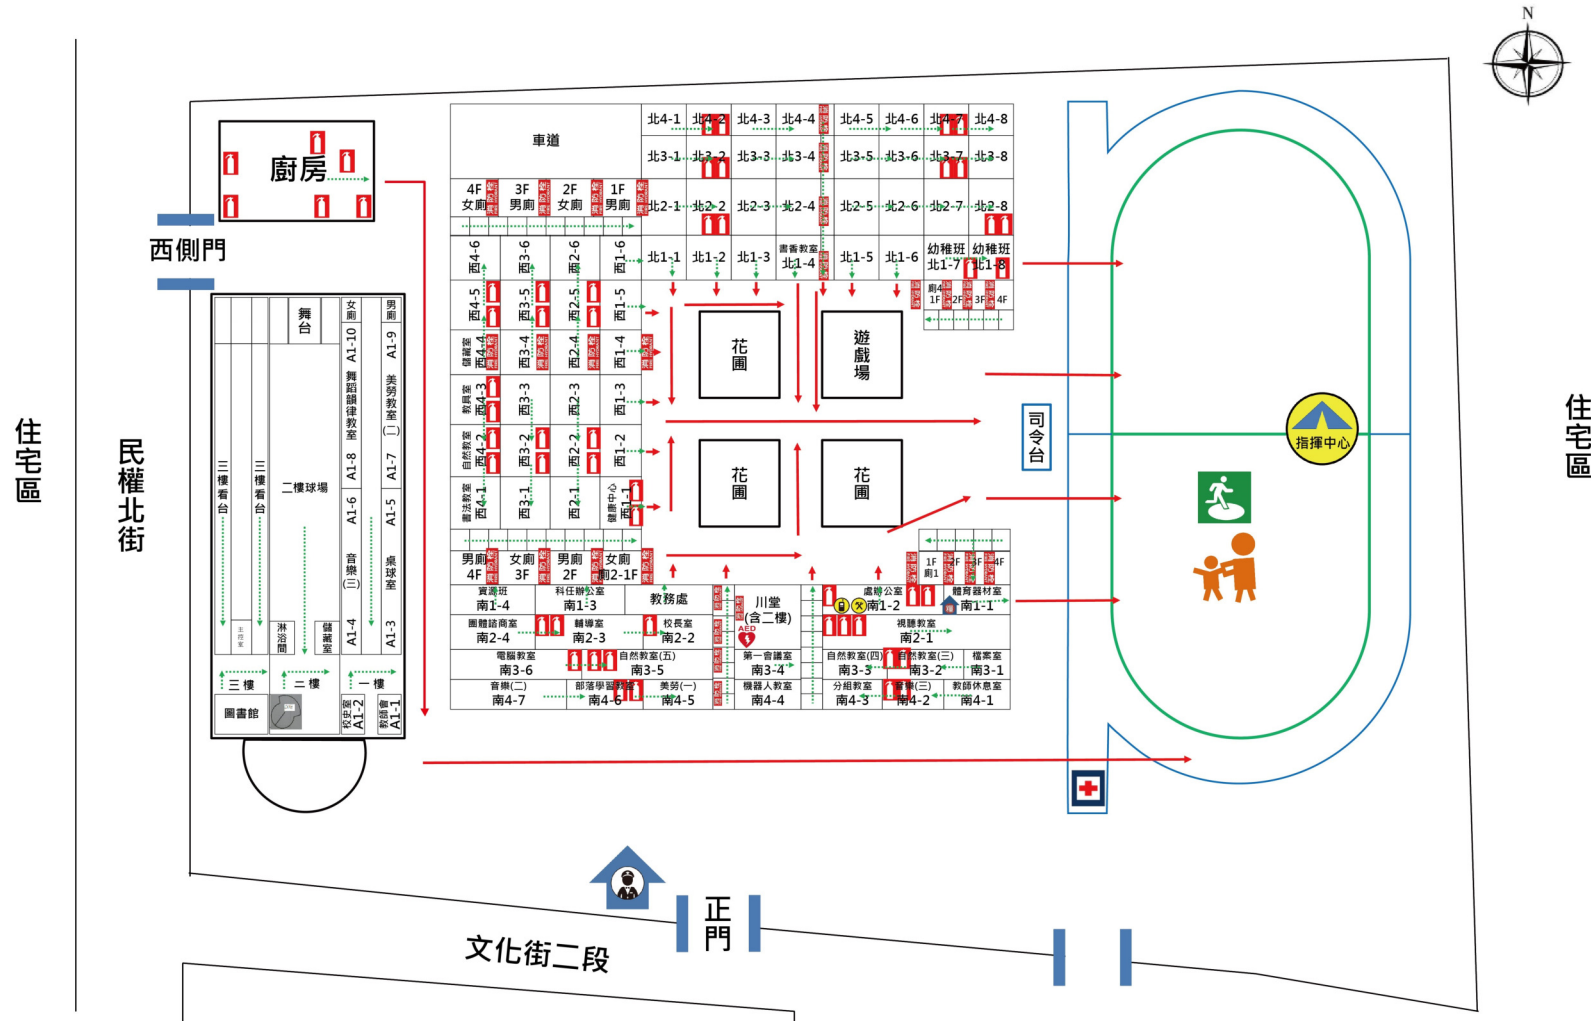 N
車道
北4-1 北4-2 北4-3 北4-4 北4-5 北4-6 北4-7 北4-8
北3-1 北3-2 北3-3 北3-4 北3-5 北3-6 北3-7 北3-8
北2-1 北2-2 北2-3 北2-4 北2-5 北2-6 北2-7 北2-8
書香教室 幼稚班 幼稚班
北1-1 北1-2 北1-3 北1-4 北1-5 北1-6 北1-7 北1-8
廁4
1F 2F 3F 4F
廚房
西側門
4F 3F 2F 1F
女廁 男廁 女廁 男廁
西4-6 西3-6 西2-6 西1-6
西4-5 西3-5 西2-5 西1-5
儲藏室
西4-4 西3-4 西2-4 西1-4
教具室
西4-3 西3-3 西2-3 西1-3
自然教室
西4-2 西3-2 西2-2 西1-2
書法教室 健康中心
西4-1 西3-1 西2-1 西1-1
男廁 女廁 男廁 女廁
4F 3F 2F 廁2-1F
花圃
遊戲場
花圃
花圃
司令台
指揮中心
住宅區
民權北街
住宅區
舞台
女廁
男廁
A1-10
A1-9
舞蹈韻律教室
美勞教室(二)
三樓看台
三樓看台
二樓球場
A1-8
A1-7
A1-6
A1-5
音樂(三)
桌球室
A1-4
A1-3
淋浴間
儲藏室
三樓 二樓 一樓
圖書館
校史室
A1-2
教師會
A1-1
1F 2F 3F 4F
廁1
資源班 科任辦公室 教務處 川堂 處辦公室 體育器材室
南1-4 南1-3 (含二樓) 南1-2 南1-1
AED
團體諮商室 輔導室 校長室 視聽教室
南2-4 南2-3 南2-2 南2-1
電腦教室 自然教室(五) 第一會議室 自然教室(四) 自然教室(三) 檔案室
南3-6 南3-5 南3-4 南3-3 南3-2 南3-1
音樂(二) 部落學習教室 美勞(一) 機器人教室 分組教室 音樂(三) 教師休息室
南4-7 南4-6 南4-5 南4-4 南4-3 南4-2 南4-1
正門
文化街二段